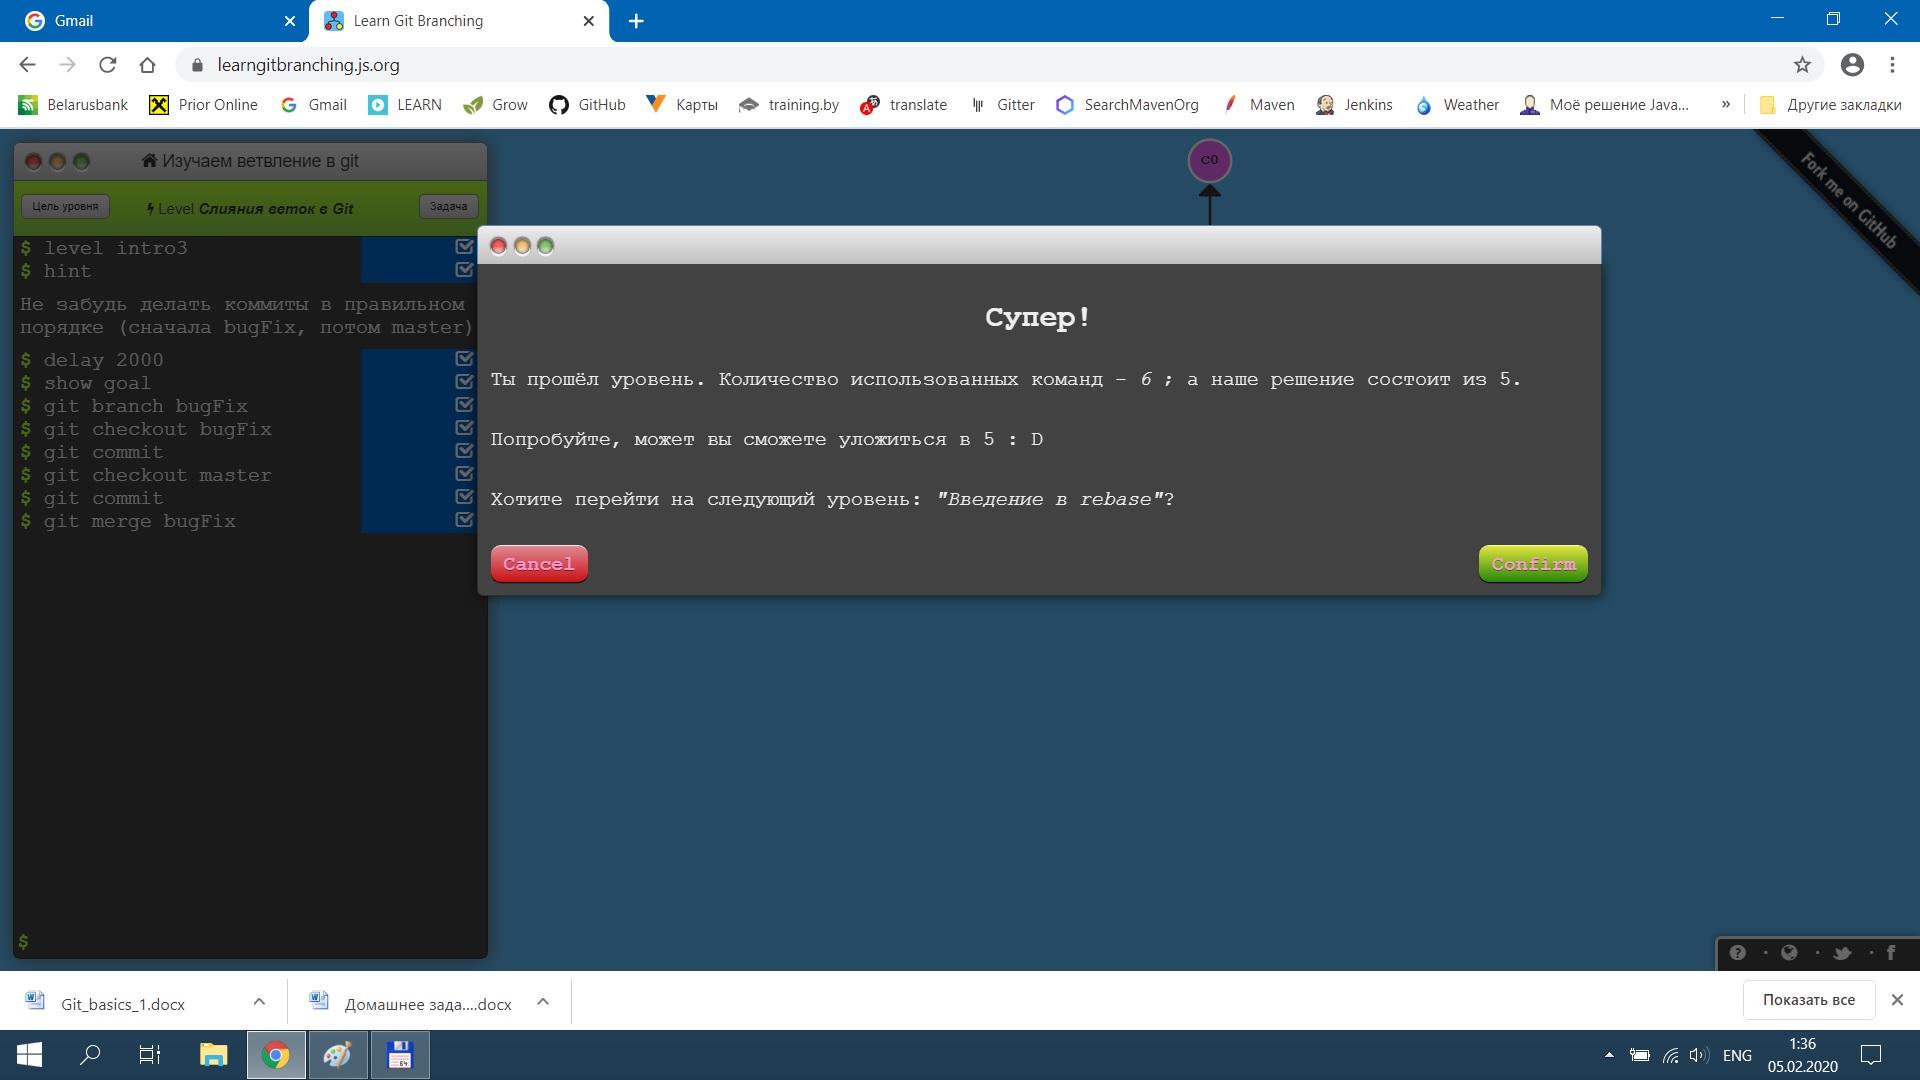 Gmail
Learn Git Branching
learngitbranching.js.org
Belarusbank
Prior Online
Gmail
LEARN
Grow
GitHub
Карты
training.by
translate
Gitter
SearchMavenOrg
Maven
Jenkins
Weather
Моё решение Java...
»
Другие закладки
Изучаем ветвление в git
Цель уровня
Level Слияния веток в Git
Задача
$ level intro3
$ hint
Не забудь делать коммиты в правильном
порядке (сначала bugFix, потом master)
$ delay 2000
$ show goal
$ git branch bugFix
$ git checkout bugFix
$ git commit
$ git checkout master
$ git commit
$ git merge bugFix
$
C0
Fork me on GitHub
Супер!
Ты прошёл уровень. Количество использованных команд – 6 ; а наше решение состоит из 5.
Попробуйте, может вы сможете уложиться в 5 : D
Хотите перейти на следующий уровень: "Введение в rebase"?
Cancel
Confirm
Git_basics_1.docx
Домашнее зада....docx
Показать все
64
ENG
1:36
05.02.2020